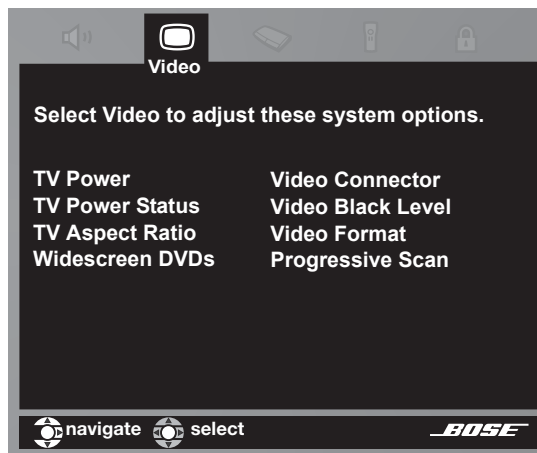 Video
Select Video to adjust these system options.
TV Power
TV Power Status
TV Aspect Ratio
Widescreen DVDs
Video Connector
Video Black Level
Video Format
Progressive Scan
navigate select
BOSE